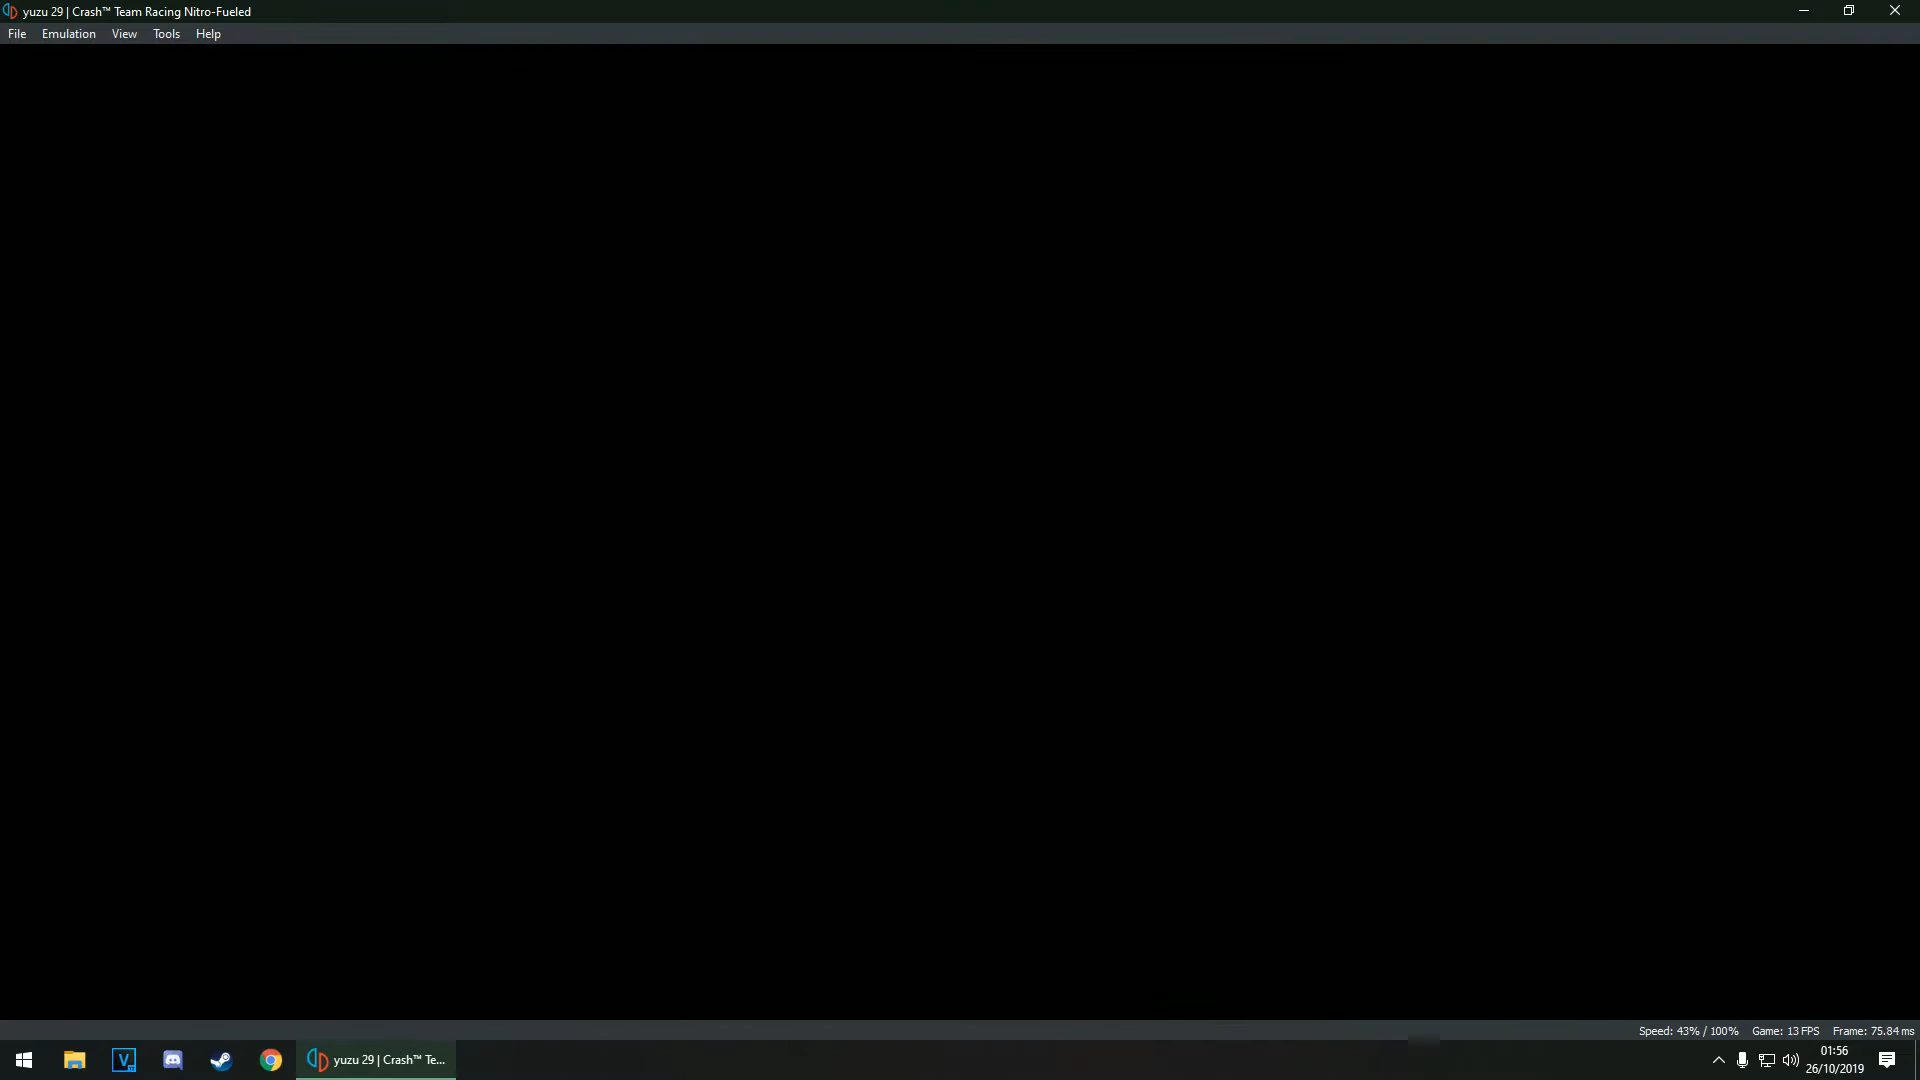 yuzu 29 | Crash™ Team Racing Nitro-Fueled
File Emulation View Tools Help
Speed: 43% / 100% Game: 13 FPS Frame: 75.84 ms
V
yuzu 29 | Crash™ Te...
01:56
26/10/2019